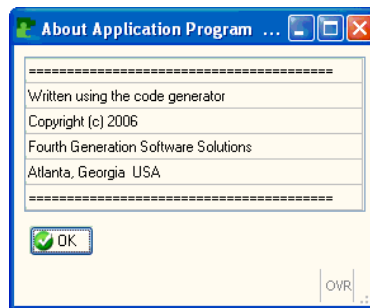 About Application Program ...
========================================
Written using the code generator
Copyright (c) 2006
Fourth Generation Software Solutions
Atlanta, Georgia  USA
========================================
OK
OVR